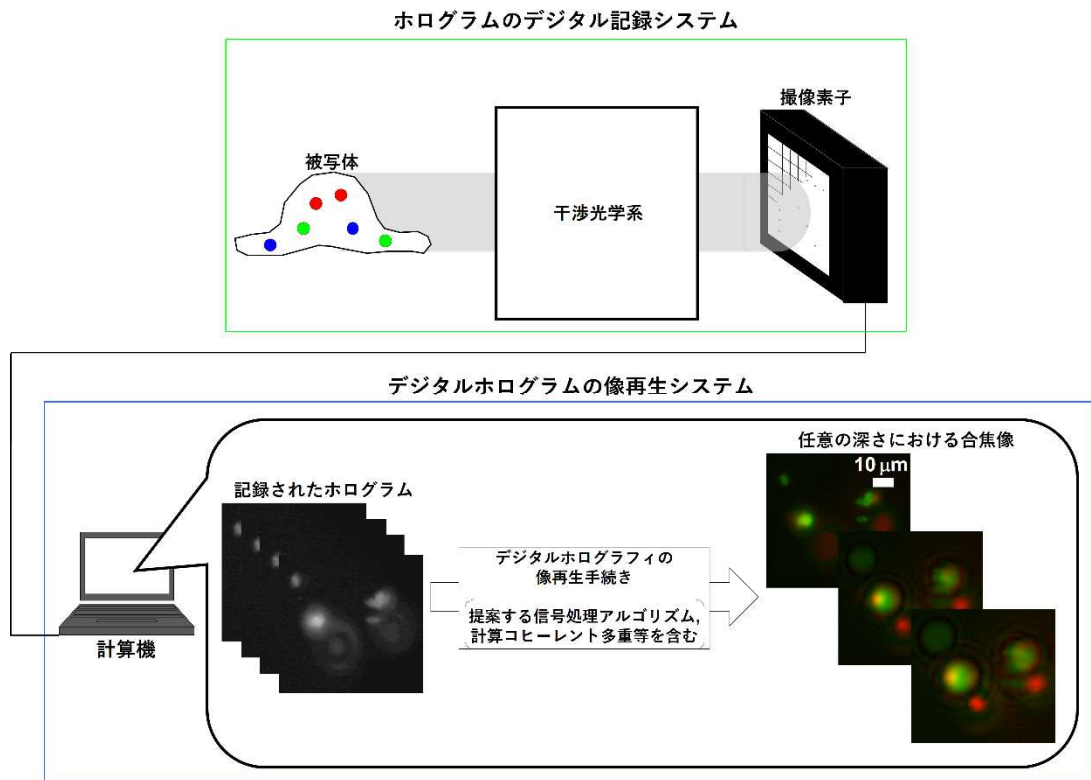 ホログラムのデジタル記録システム
撮像素子
被写体
干渉光学系
デジタルホログラムの像再生システム
任意の深さにおける合焦像
10 μm
記録されたホログラム
デジタルホログラフィの
像再生手続き
提案する信号処理アルゴリズム,
計算コヒーレント多重等を含む
計算機